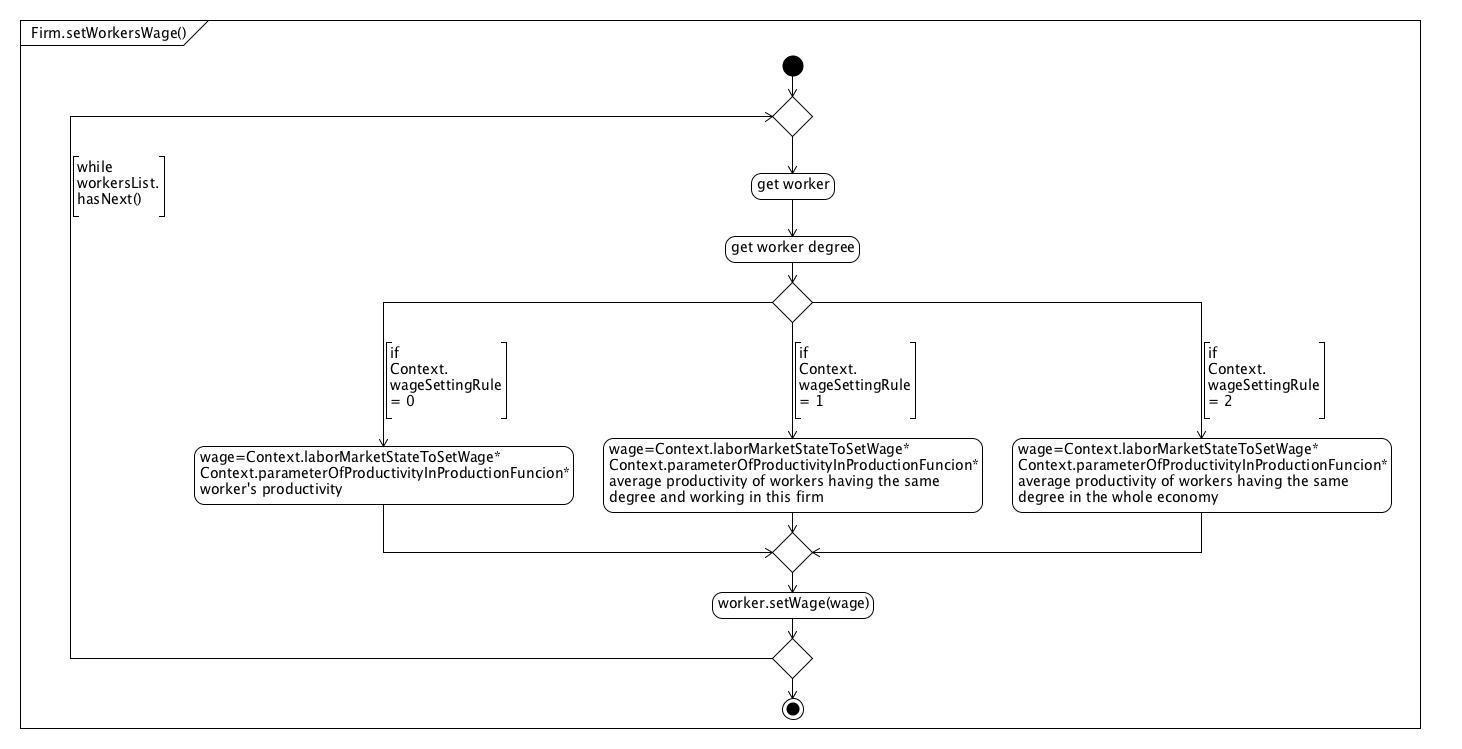 Firm.setWorkersWage()
while
workersList.
hasNext()
get worker
get worker degree
if
Context.
wageSettingRule
= 0
if
Context.
wageSettingRule
= 1
if
Context.
wageSettingRule
= 2
wage=Context.laborMarketStateToSetWage*
Context.parameterOfProductivityInProductionFuncion*
worker's productivity
wage=Context.laborMarketStateToSetWage*
Context.parameterOfProductivityInProductionFuncion*
average productivity of workers having the same
degree and working in this firm
wage=Context.laborMarketStateToSetWage*
Context.parameterOfProductivityInProductionFuncion*
average productivity of workers having the same
degree in the whole economy
worker.setWage(wage)